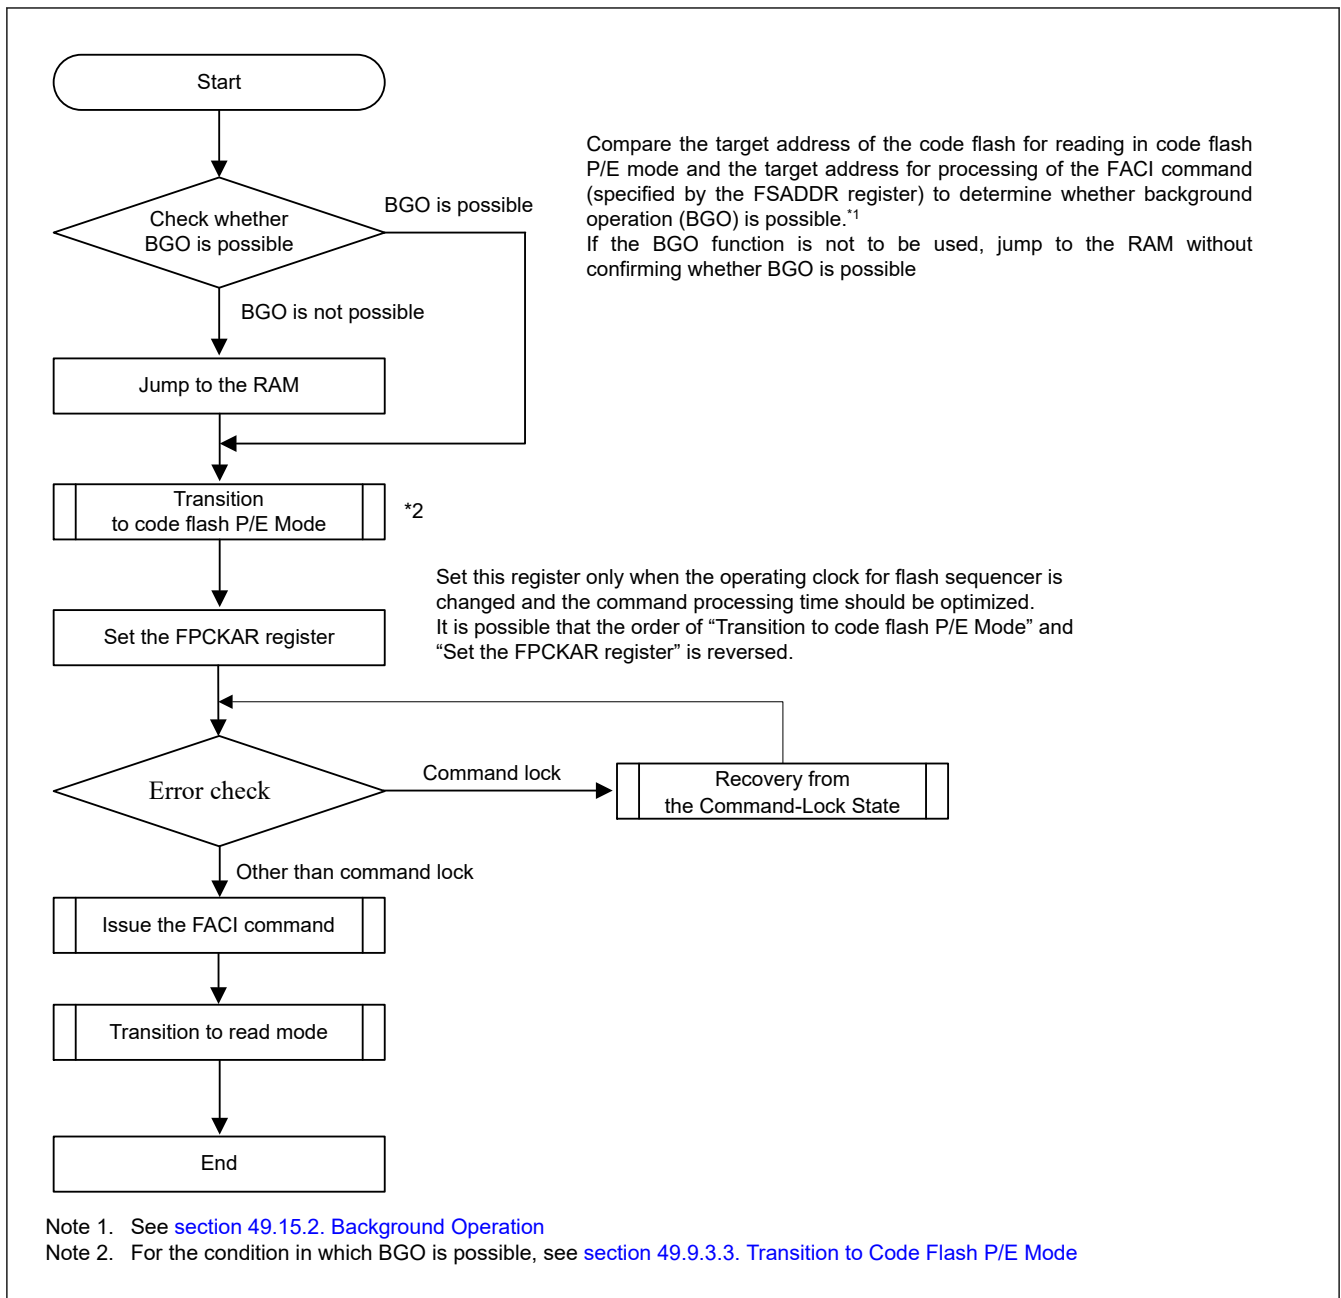 Start
Compare the target address of the code flash for reading in code flash
P/E mode and the target address for processing of the FACI command
(specified by the FSADDR register) to determine whether background
operation (BGO) is possible.*1
If the BGO function is not to be used, jump to the RAM without
confirming whether BGO is possible
Check whether
BGO is possible
BGO is possible
BGO is not possible
Jump to the RAM
Transition
to code flash P/E Mode
*2
Set this register only when the operating clock for flash sequencer is
changed and the command processing time should be optimized.
It is possible that the order of “Transition to code flash P/E Mode” and
“Set the FPCKAR register” is reversed.
Set the FPCKAR register
Error check
Command lock
Recovery from
the Command-Lock State
Other than command lock
Issue the FACI command
Transition to read mode
End
Note 1. See section 49.15.2. Background Operation
Note 2. For the condition in which BGO is possible, see section 49.9.3.3. Transition to Code Flash P/E Mode